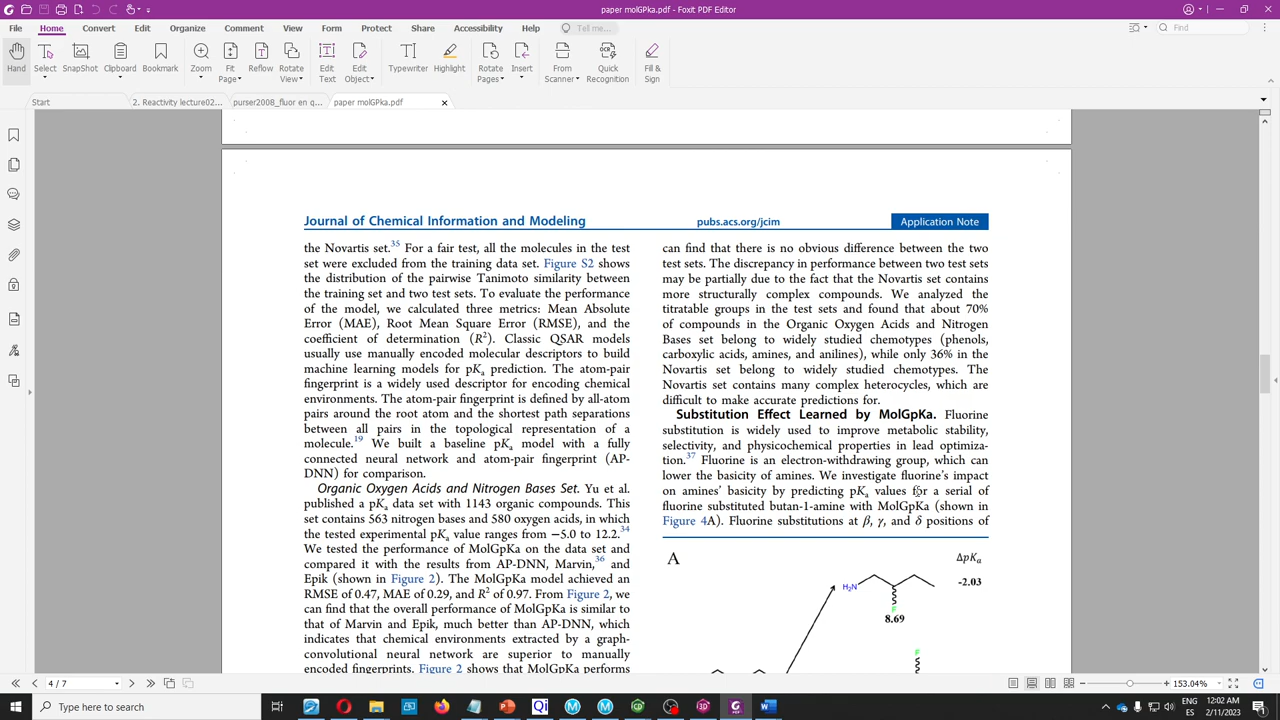 paper molGPka.pdf - Foxit PDF Editor
File
Home
Convert
Edit
Organize
Comment
View
Form
Protect
Share
Accessibility
Help
Tell me...
Find
Hand
Select
SnapShot
Clipboard
Bookmark
Zoom
Fit Page
Reflow
Rotate View
Edit Text
Edit Object
Typewriter
Highlight
Rotate Pages
Insert
From Scanner
Quick Recognition
Fill & Sign
Start
2. Reactivity lecture02...
purser2008_fluor en q...
paper molGPka.pdf
Journal of Chemical Information and Modeling
pubs.acs.org/jcim
Application Note
the Novartis set.35 For a fair test, all the molecules in the test
set were excluded from the training data set. Figure S2 shows
the distribution of the pairwise Tanimoto similarity between
the training set and two test sets. To evaluate the performance
of the model, we calculated three metrics: Mean Absolute
Error (MAE), Root Mean Square Error (RMSE), and the
coefficient of determination (R2). Classic QSAR models
usually use manually encoded molecular descriptors to build
machine learning models for pKa prediction. The atom-pair
fingerprint is a widely used descriptor for encoding chemical
environments. The atom-pair fingerprint is defined by all-atom
pairs around the root atom and the shortest path separations
between all pairs in the topological representation of a
molecule.19 We built a baseline pKa model with a fully
connected neural network and atom-pair fingerprint (AP-
DNN) for comparison.
Organic Oxygen Acids and Nitrogen Bases Set. Yu et al.
published a pKa data set with 1143 organic compounds. This
set contains 563 nitrogen bases and 580 oxygen acids, in which
the tested experimental pKa value ranges from −5.0 to 12.2.34
We tested the performance of MolGpKa on the data set and
compared it with the results from AP-DNN, Marvin,36 and
Epik (shown in Figure 2). The MolGpKa model achieved an
RMSE of 0.47, MAE of 0.29, and R2 of 0.97. From Figure 2, we
can find that the overall performance of MolGpKa is similar to
that of Marvin and Epik, much better than AP-DNN, which
indicates that chemical environments extracted by a graph-
convolutional neural network are superior to manually
encoded fingerprints. Figure 2 shows that MolGpKa performs
can find that there is no obvious difference between the two
test sets. The discrepancy in performance between two test sets
may be partially due to the fact that the Novartis set contains
more structurally complex compounds. We analyzed the
titratable groups in the test sets and found that about 70%
of compounds in the Organic Oxygen Acids and Nitrogen
Bases set belong to widely studied chemotypes (phenols,
carboxylic acids, amines, and anilines), while only 36% in the
Novartis set belong to widely studied chemotypes. The
Novartis set contains many complex heterocycles, which are
difficult to make accurate predictions for.
Substitution Effect Learned by MolGpKa. Fluorine
substitution is widely used to improve metabolic stability,
selectivity, and physicochemical properties in lead optimiza-
tion.37 Fluorine is an electron-withdrawing group, which can
lower the basicity of amines. We investigate fluorine's impact
on amines' basicity by predicting pKa values for a serial of
fluorine substituted butan-1-amine with MolGpKa (shown in
Figure 4A). Fluorine substitutions at β, γ, and δ positions of
A
ΔpKa
H2N
F
8.69
-2.03
F
4 / 7
153.04%
Type here to search
ES
ENG
12:02 AM
2/11/2023